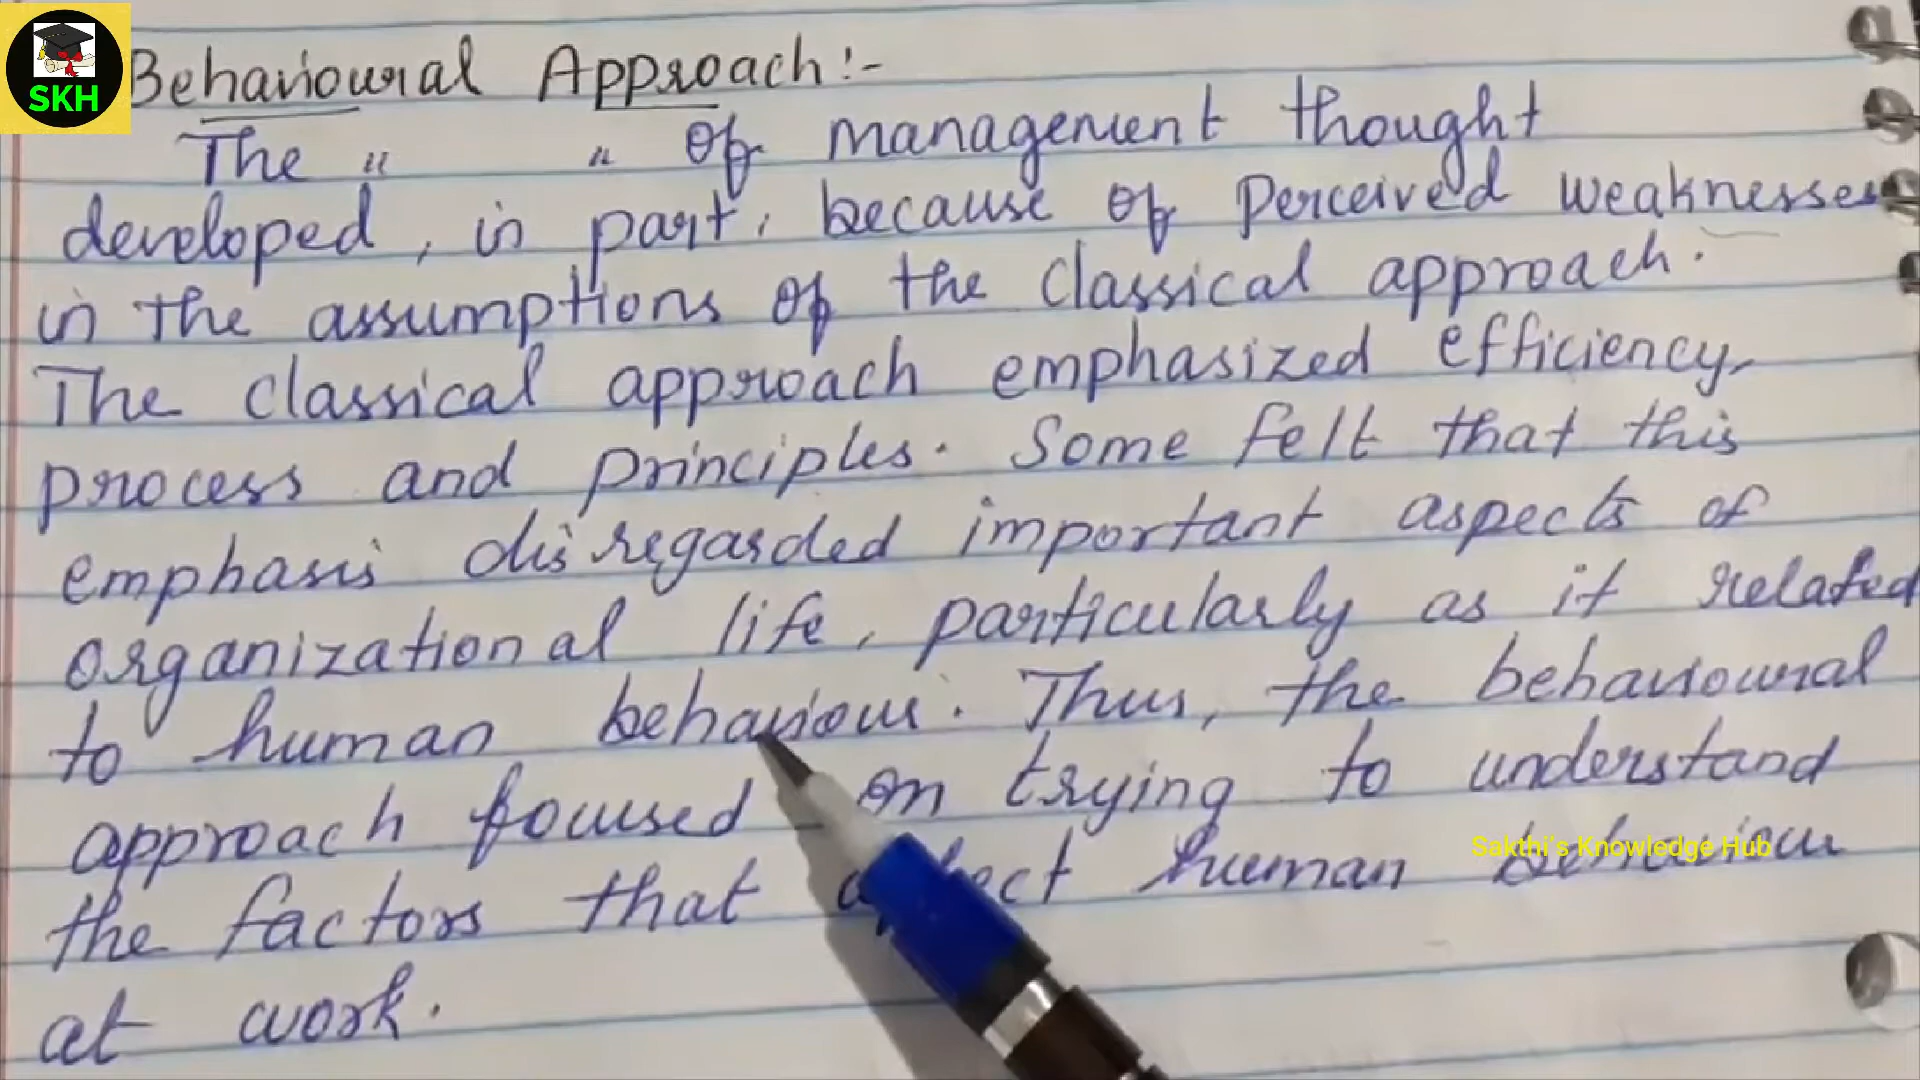 SKH
Behavioural Approach:-
The " " of management thought
developed, in part, because of perceived weaknesses
in the assumptions of the classical approach.
The classical approach emphasized efficiency,
process and principles. Some felt that this
emphasis disregarded important aspects of
organizational life, particularly as it related
to human behaviour. Thus, the behavioural
approach focused on trying to understand
the factors that affect human behaviour
Sakthi's Knowledge Hub
at work.